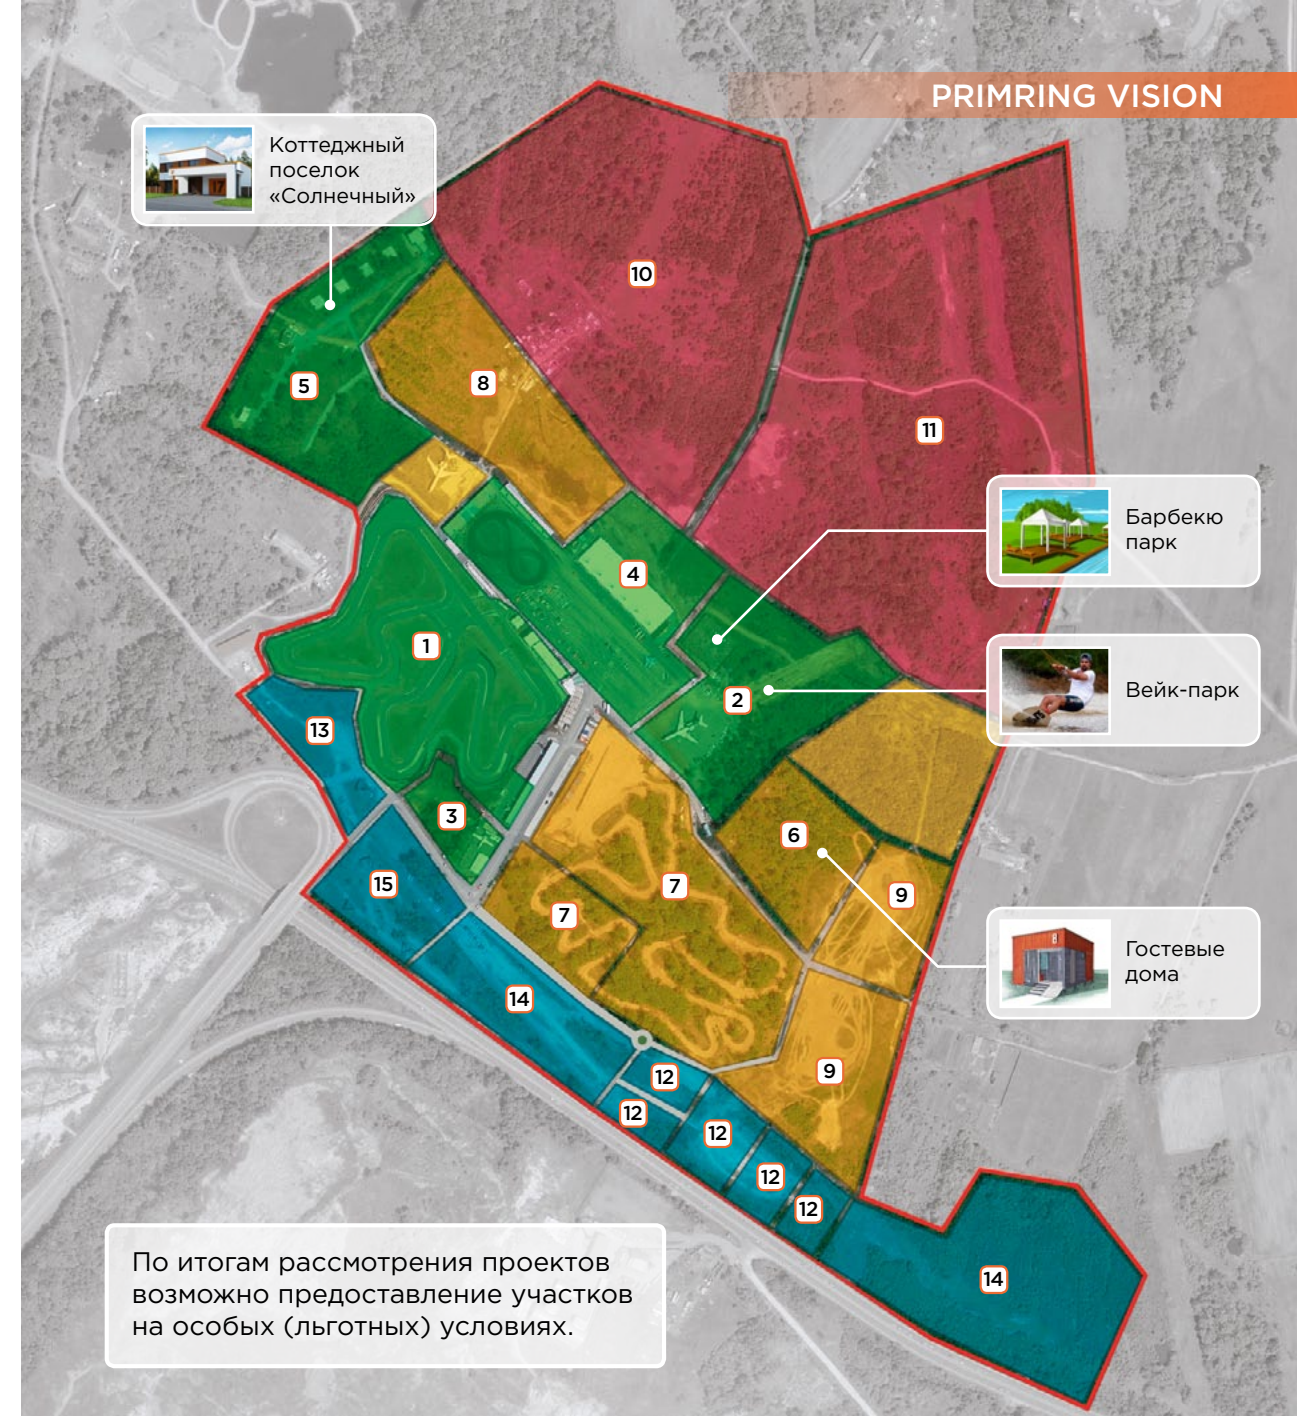 PRIMRING VISION
Коттеджный
поселок
«Солнечный»
10
5
8
11
Барбекю
парк
4
1
2
Вейк-парк
13
3
6
15
7
9
7
Гостевые
дома
14
12
9
12
12
12
12
14
По итогам рассмотрения проектов
возможно предоставление участков
на особых (льготных) условиях.